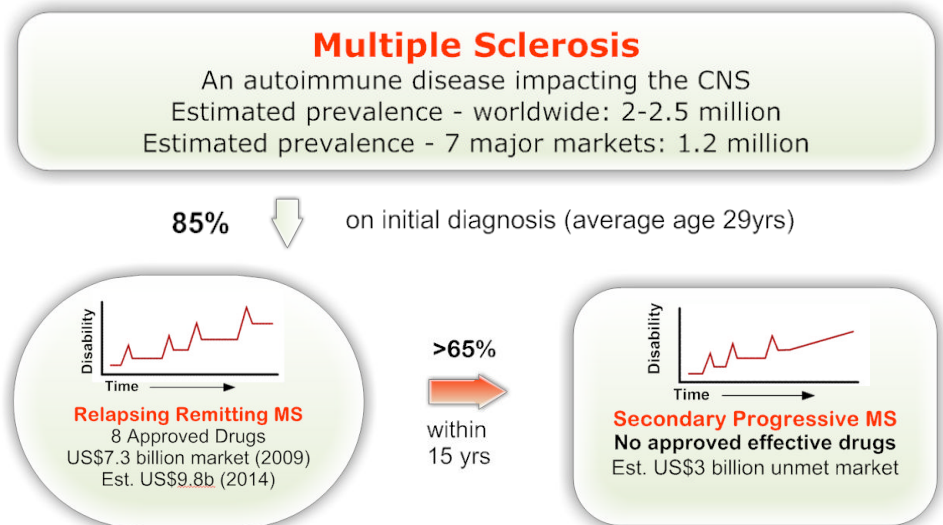 Multiple Sclerosis
An autoimmune disease impacting the CNS
Estimated prevalence - worldwide: 2-2.5 million
Estimated prevalence - 7 major markets: 1.2 million
85%
on initial diagnosis (average age 29yrs)
Disability
Time
Relapsing Remitting MS
8 Approved Drugs
US$7.3 billion market (2009)
Est. US$9.8b (2014)
>65%
within
15 yrs
Disability
Time
Secondary Progressive MS
No approved effective drugs
Est. US$3 billion unmet market